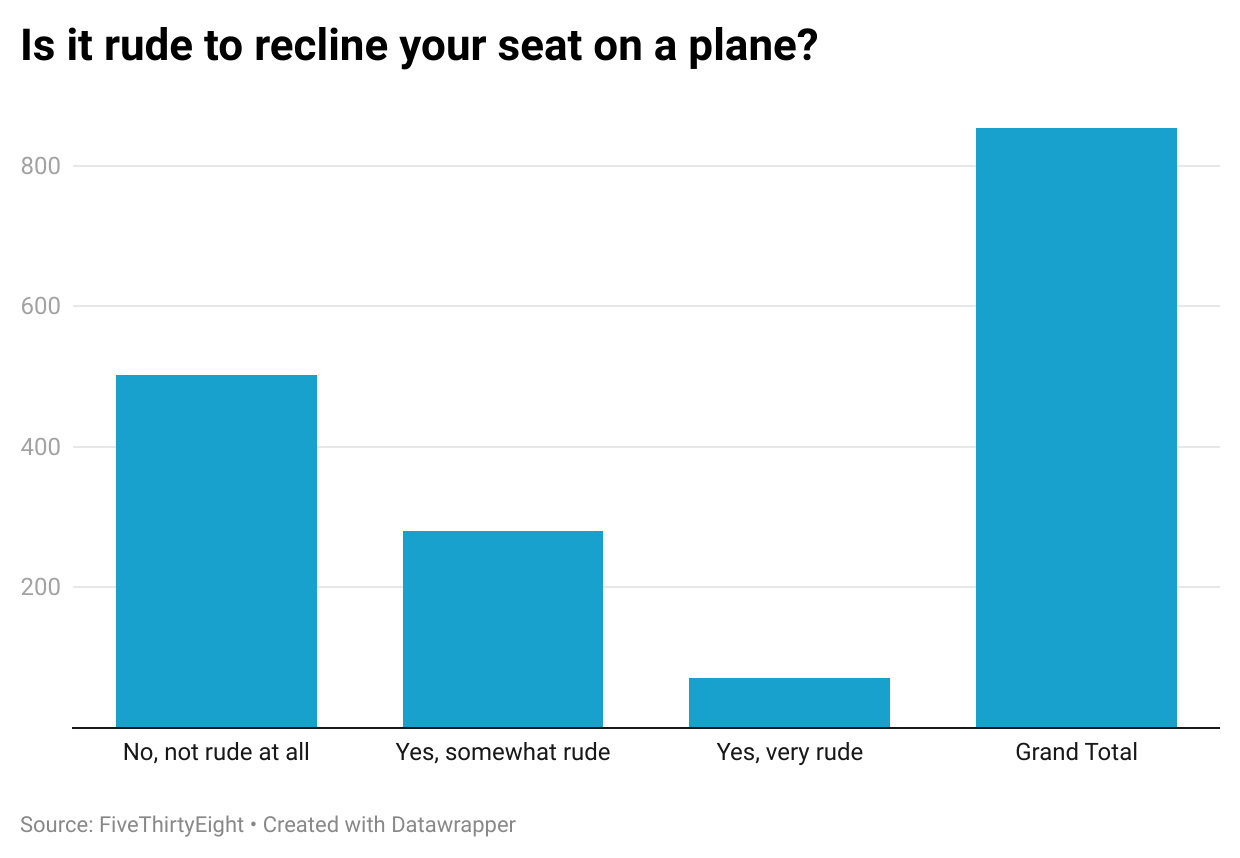 Is it rude to recline your seat on a plane?
800
600
400
200
No, not rude at all
Yes, somewhat rude
Yes, very rude
Grand Total
Source: FiveThirtyEight • Created with Datawrapper